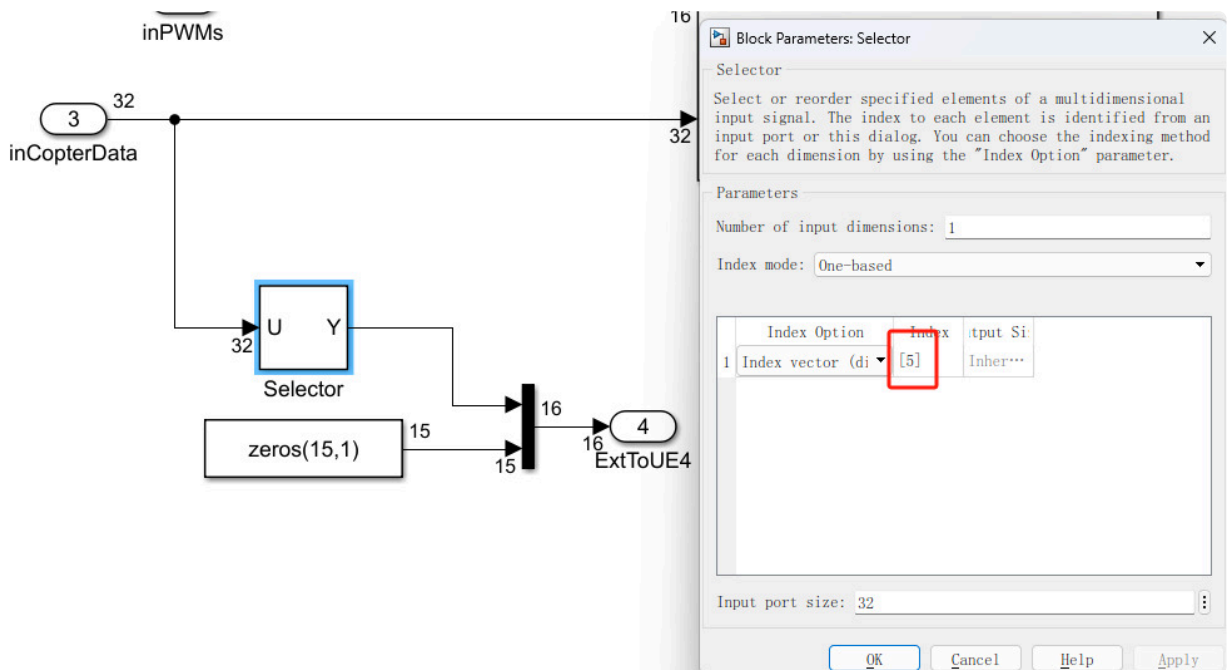 inPWMs
16
3
32
inCopterData
32
U Y
32
Selector
zeros(15,1)
15
15
16
16
4
ExtToUE4
Block Parameters: Selector
Selector
Select or reorder specified elements of a multidimensional
input signal. The index to each element is identified from an
input port or this dialog. You can choose the indexing method
for each dimension by using the "Index Option" parameter.
Parameters
Number of input dimensions: 1
Index mode: One-based
Index Option Index tput Si
1 Index vector (di [5] Inher…
Input port size: 32
OK Cancel Help Apply